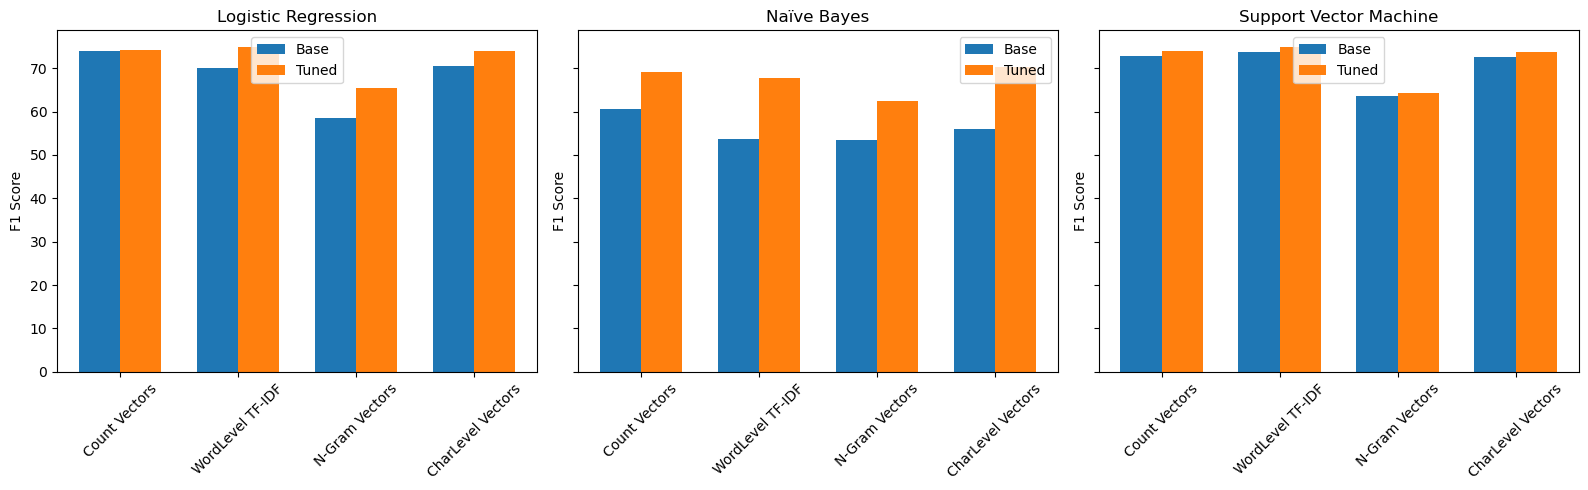 Logistic Regression
Base
Tuned
F1 Score
70
60
50
40
30
20
10
0
Count Vectors
WordLevel TF-IDF
N-Gram Vectors
CharLevel Vectors
Naïve Bayes
Base
Tuned
F1 Score
Count Vectors
WordLevel TF-IDF
N-Gram Vectors
CharLevel Vectors
Support Vector Machine
Base
Tuned
F1 Score
Count Vectors
WordLevel TF-IDF
N-Gram Vectors
CharLevel Vectors